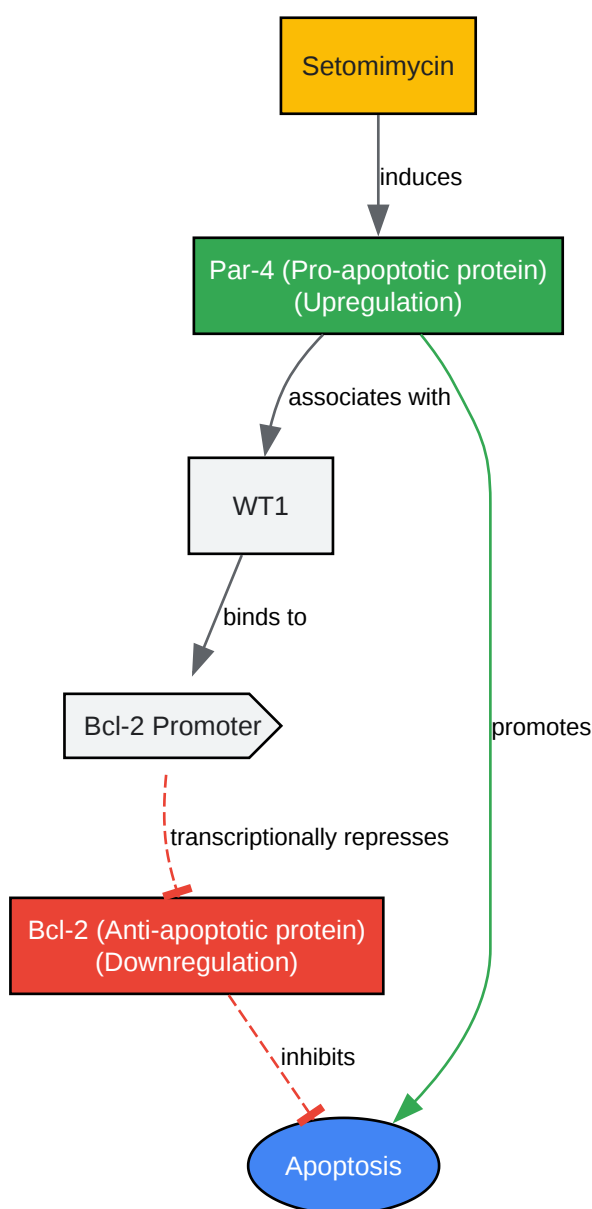 Setomimycin
induces
Par-4 (Pro-apoptotic protein)
(Upregulation)
associates with
WT1
binds to
Bcl-2 Promoter
promotes
transcriptionally represses
Bcl-2 (Anti-apoptotic protein)
(Downregulation)
inhibits
Apoptosis